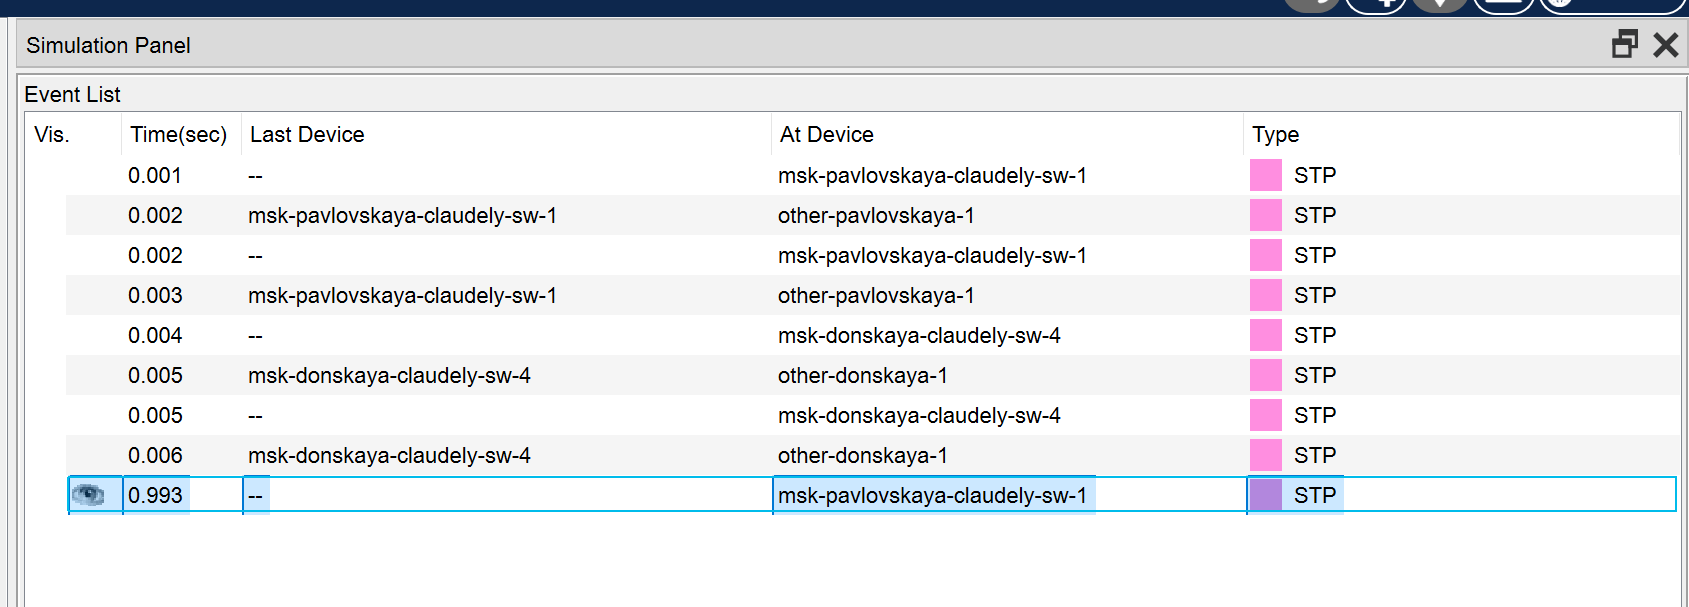 Simulation Panel
Event List
Vis. Time(sec) Last Device At Device Type
0.001 -- msk-pavlovskaya-claudely-sw-1 STP
0.002 msk-pavlovskaya-claudely-sw-1 other-pavlovskaya-1 STP
0.002 -- msk-pavlovskaya-claudely-sw-1 STP
0.003 msk-pavlovskaya-claudely-sw-1 other-pavlovskaya-1 STP
0.004 -- msk-donskaya-claudely-sw-4 STP
0.005 msk-donskaya-claudely-sw-4 other-donskaya-1 STP
0.005 -- msk-donskaya-claudely-sw-4 STP
0.006 msk-donskaya-claudely-sw-4 other-donskaya-1 STP
0.993 -- msk-pavlovskaya-claudely-sw-1 STP